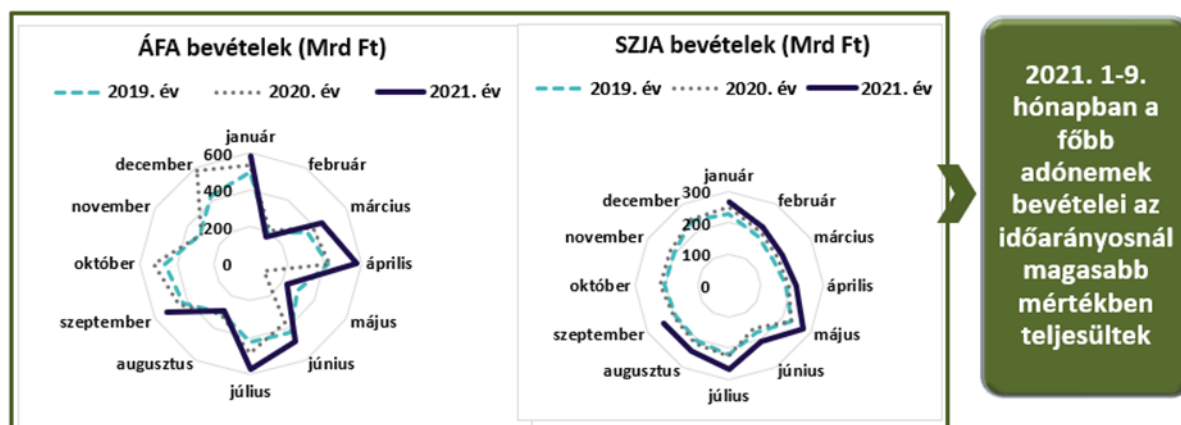 ÁFA bevételek (Mrd Ft)
2019. év 2020. év 2021. év
január
február
március
április
május
június
július
augusztus
szeptember
október
november
december
600
400
200
0
SZJA bevételek (Mrd Ft)
2019. év 2020. év 2021. év
január
február
március
április
május
június
július
augusztus
szeptember
október
november
december
300
200
100
0
2021. 1-9.
hónapban a
főbb
adónemek
bevételei az
időarányosnál
magasabb
mértékben
teljesültek